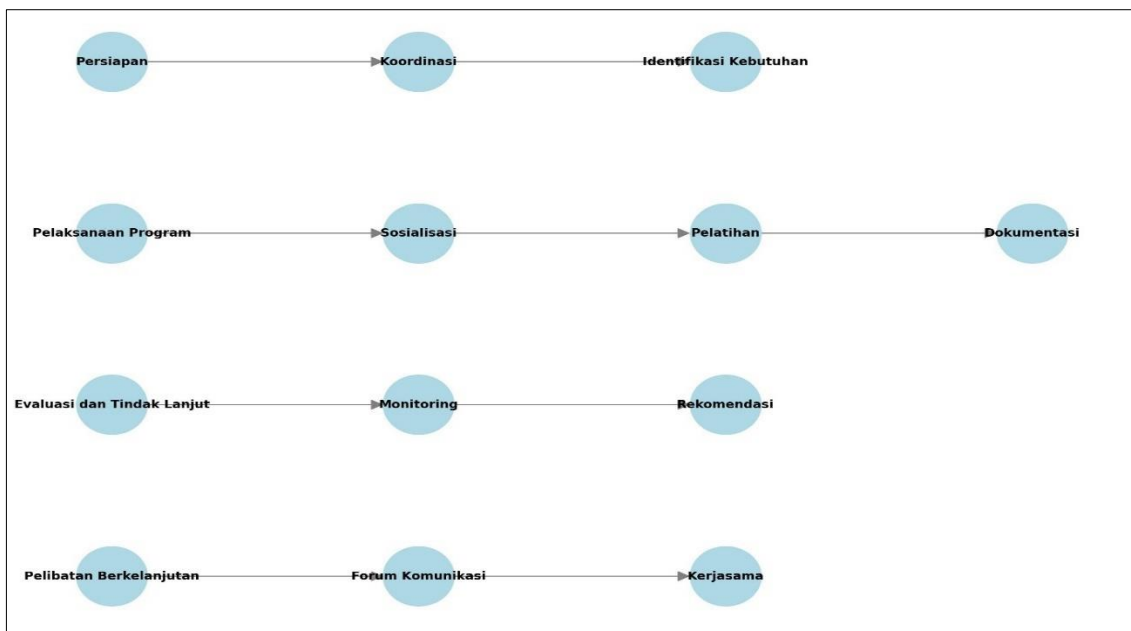 Persiapan
Koordinasi
Identifikasi Kebutuhan
Pelaksanaan Program
Sosialisasi
Pelatihan
Dokumentasi
Evaluasi dan Tindak Lanjut
Monitoring
Rekomendasi
Pelibatan Berkelanjutan
Forum Komunikasi
Kerjasama